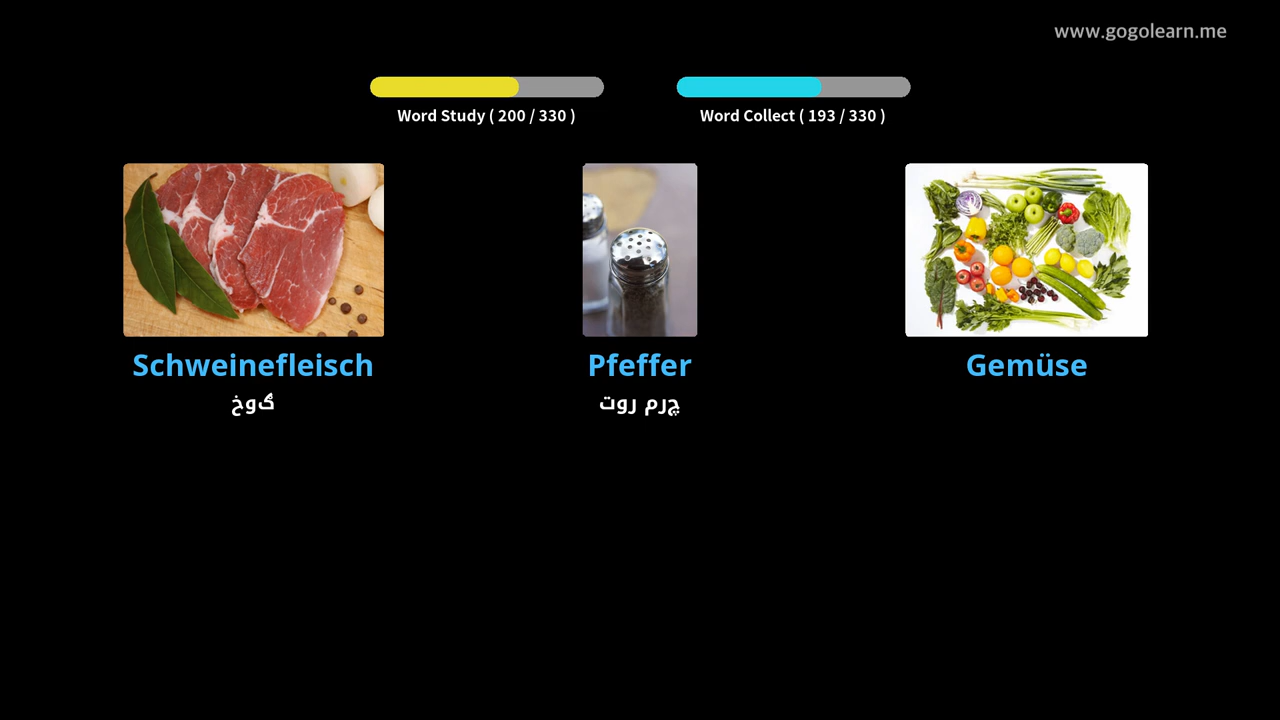 www.gogolearn.me
Word Study ( 200 / 330 )
Word Collect ( 193 / 330 )
Schweinefleisch
Pfeffer
Gemüse
گوخ
چرم روت